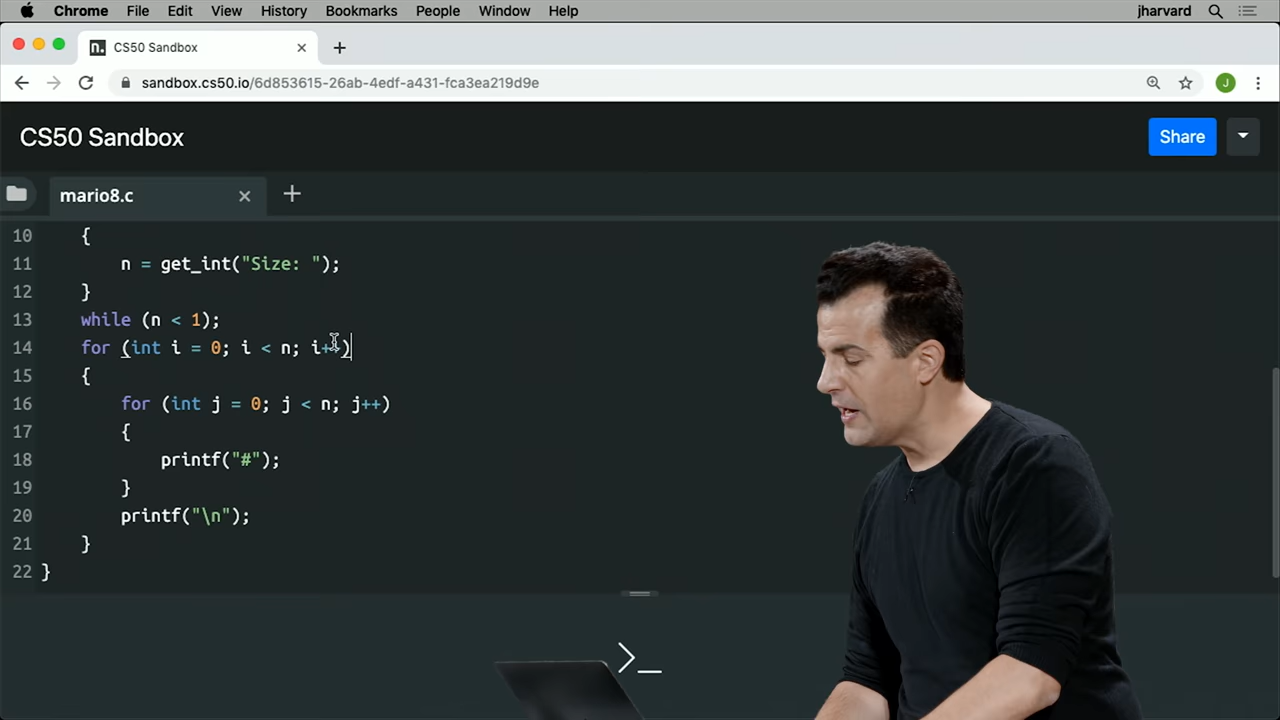 Chrome File Edit View History Bookmarks People Window Help jharvard
n. CS50 Sandbox
sandbox.cs50.io/6d853615-26ab-4edf-a431-fca3ea219d9e J
CS50 Sandbox Share
mario8.c
10 {
11 n = get_int("Size: ");
12 }
13 while (n < 1);
14 for (int i = 0; i < n; i++)
15 {
16 for (int j = 0; j < n; j++)
17 {
18 printf("#");
19 }
20 printf("\n");
21 }
22 }
>_